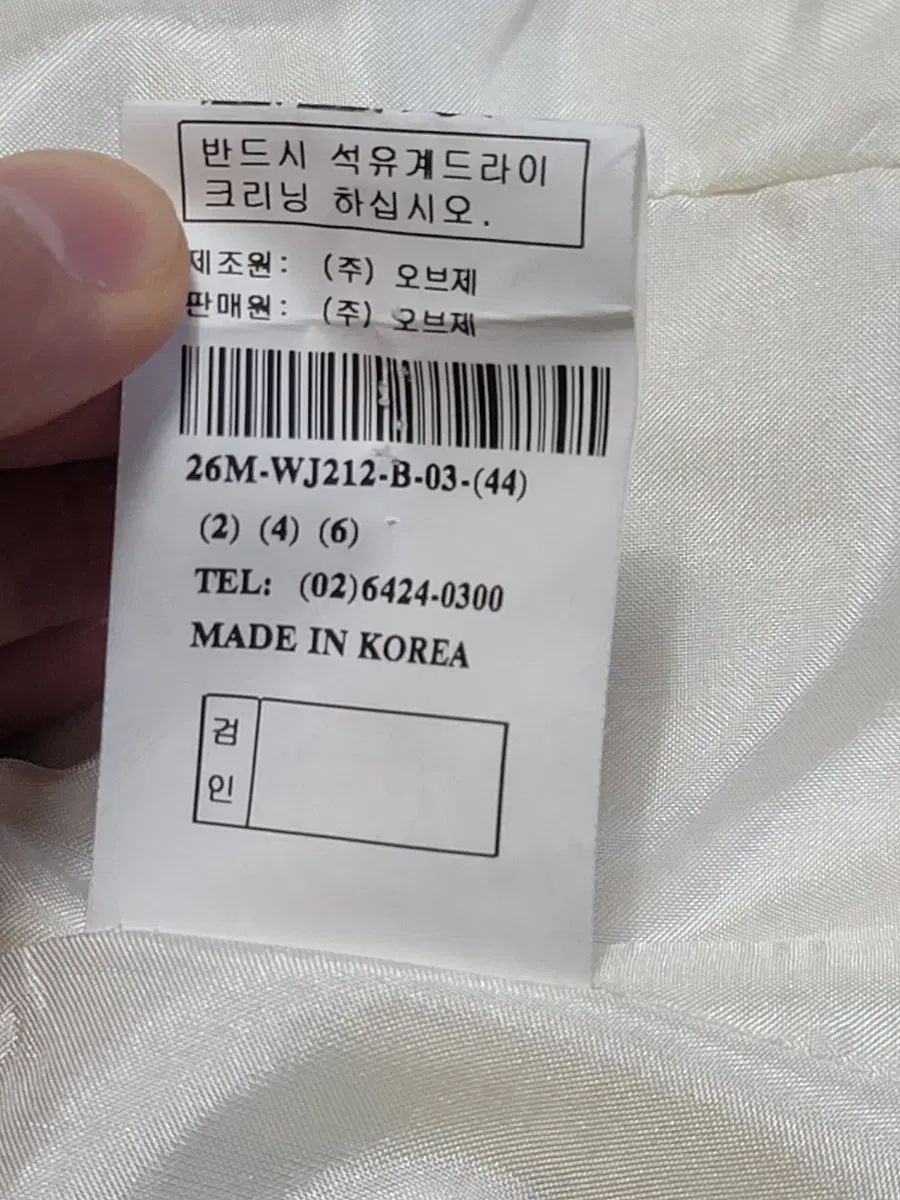 반드시 석유계드라이
크리닝 하십시오.
제조원: (주) 오브제
판매원: (주) 오브제
26M-WJ212-B-03-(44)
(2) (4) (6)
TEL: (02)6424-0300
MADE IN KOREA
검
인